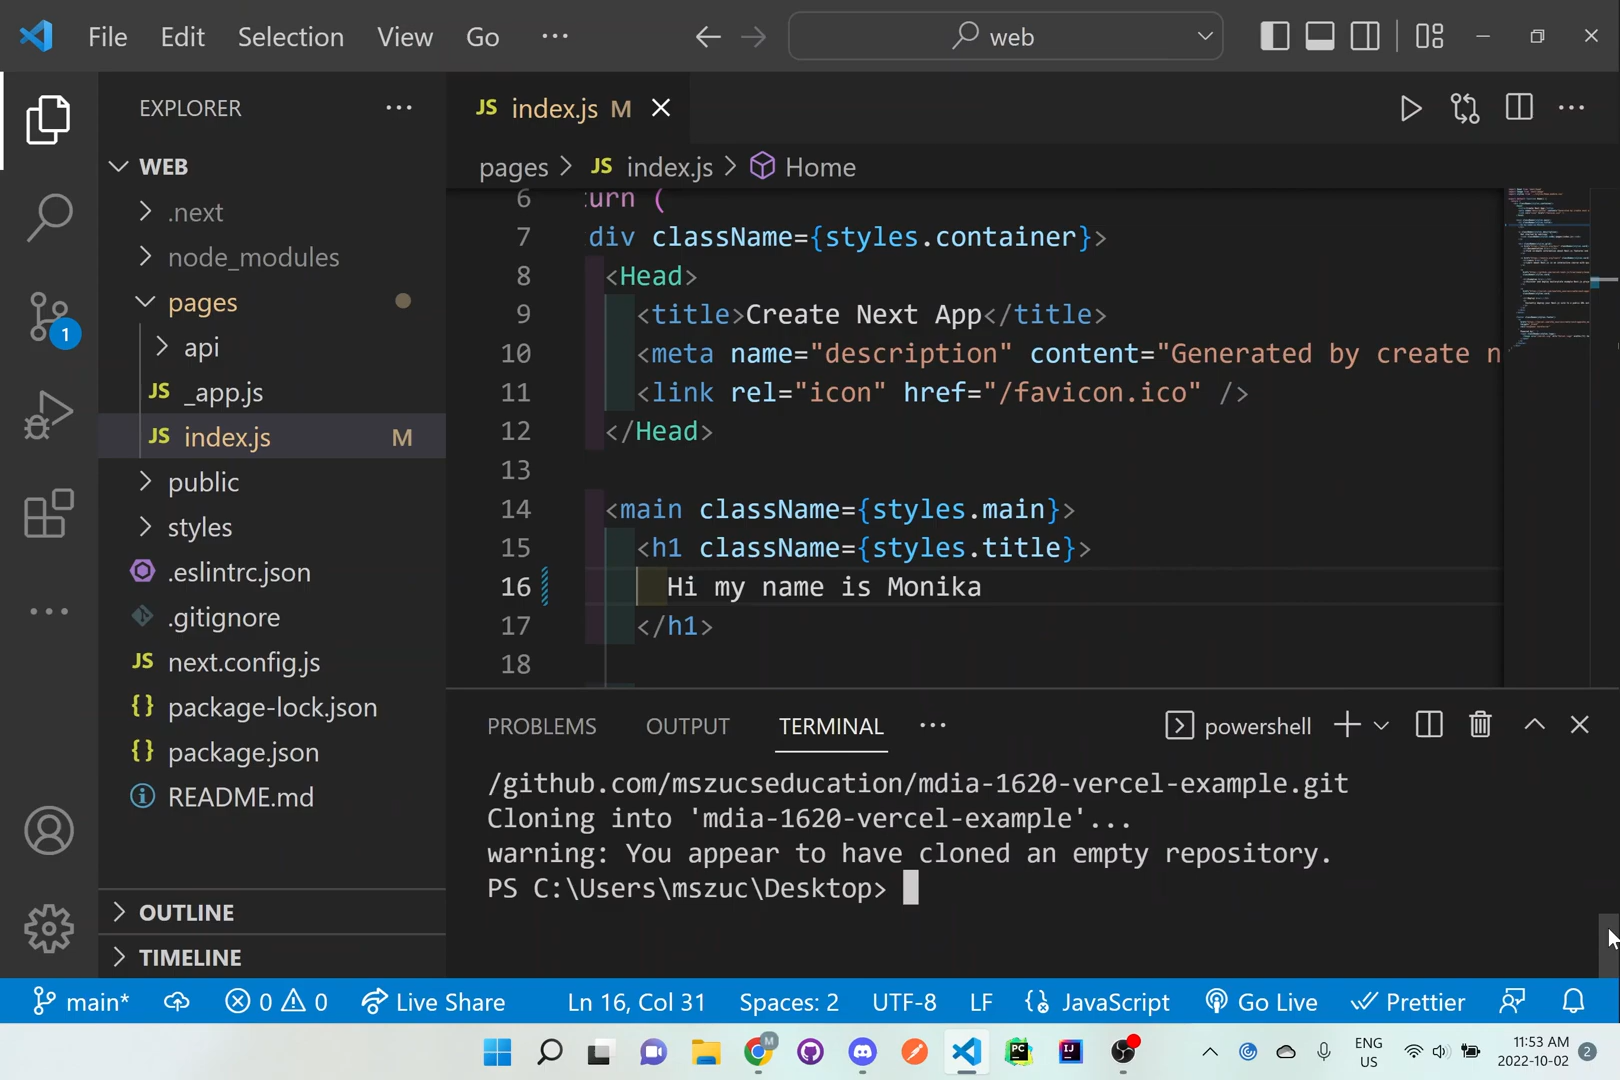 File Edit Selection View Go ···
web
EXPLORER ···
WEB
.next
node_modules
pages
api
JS _app.js
JS index.js M
public
styles
.eslintrc.json
.gitignore
JS next.config.js
{} package-lock.json
{} package.json
README.md
OUTLINE
TIMELINE
1
JS index.js M
pages > JS index.js > Home
6 urn (
7 div className={styles.container}>
8 <Head>
9 <title>Create Next App</title>
10 <meta name="description" content="Generated by create n
11 <link rel="icon" href="/favicon.ico" />
12 </Head>
13
14 <main className={styles.main}>
15 <h1 className={styles.title}>
16 Hi my name is Monika
17 </h1>
18
PROBLEMS OUTPUT TERMINAL ··· powershell
/github.com/mszucseducation/mdia-1620-vercel-example.git
Cloning into 'mdia-1620-vercel-example'...
warning: You appear to have cloned an empty repository.
PS C:\Users\mszuc\Desktop>
main* 0 0 Live Share Ln 16, Col 31 Spaces: 2 UTF-8 LF JavaScript Go Live Prettier
M PC IJ ENG
US
11:53 AM
2022-10-02
2